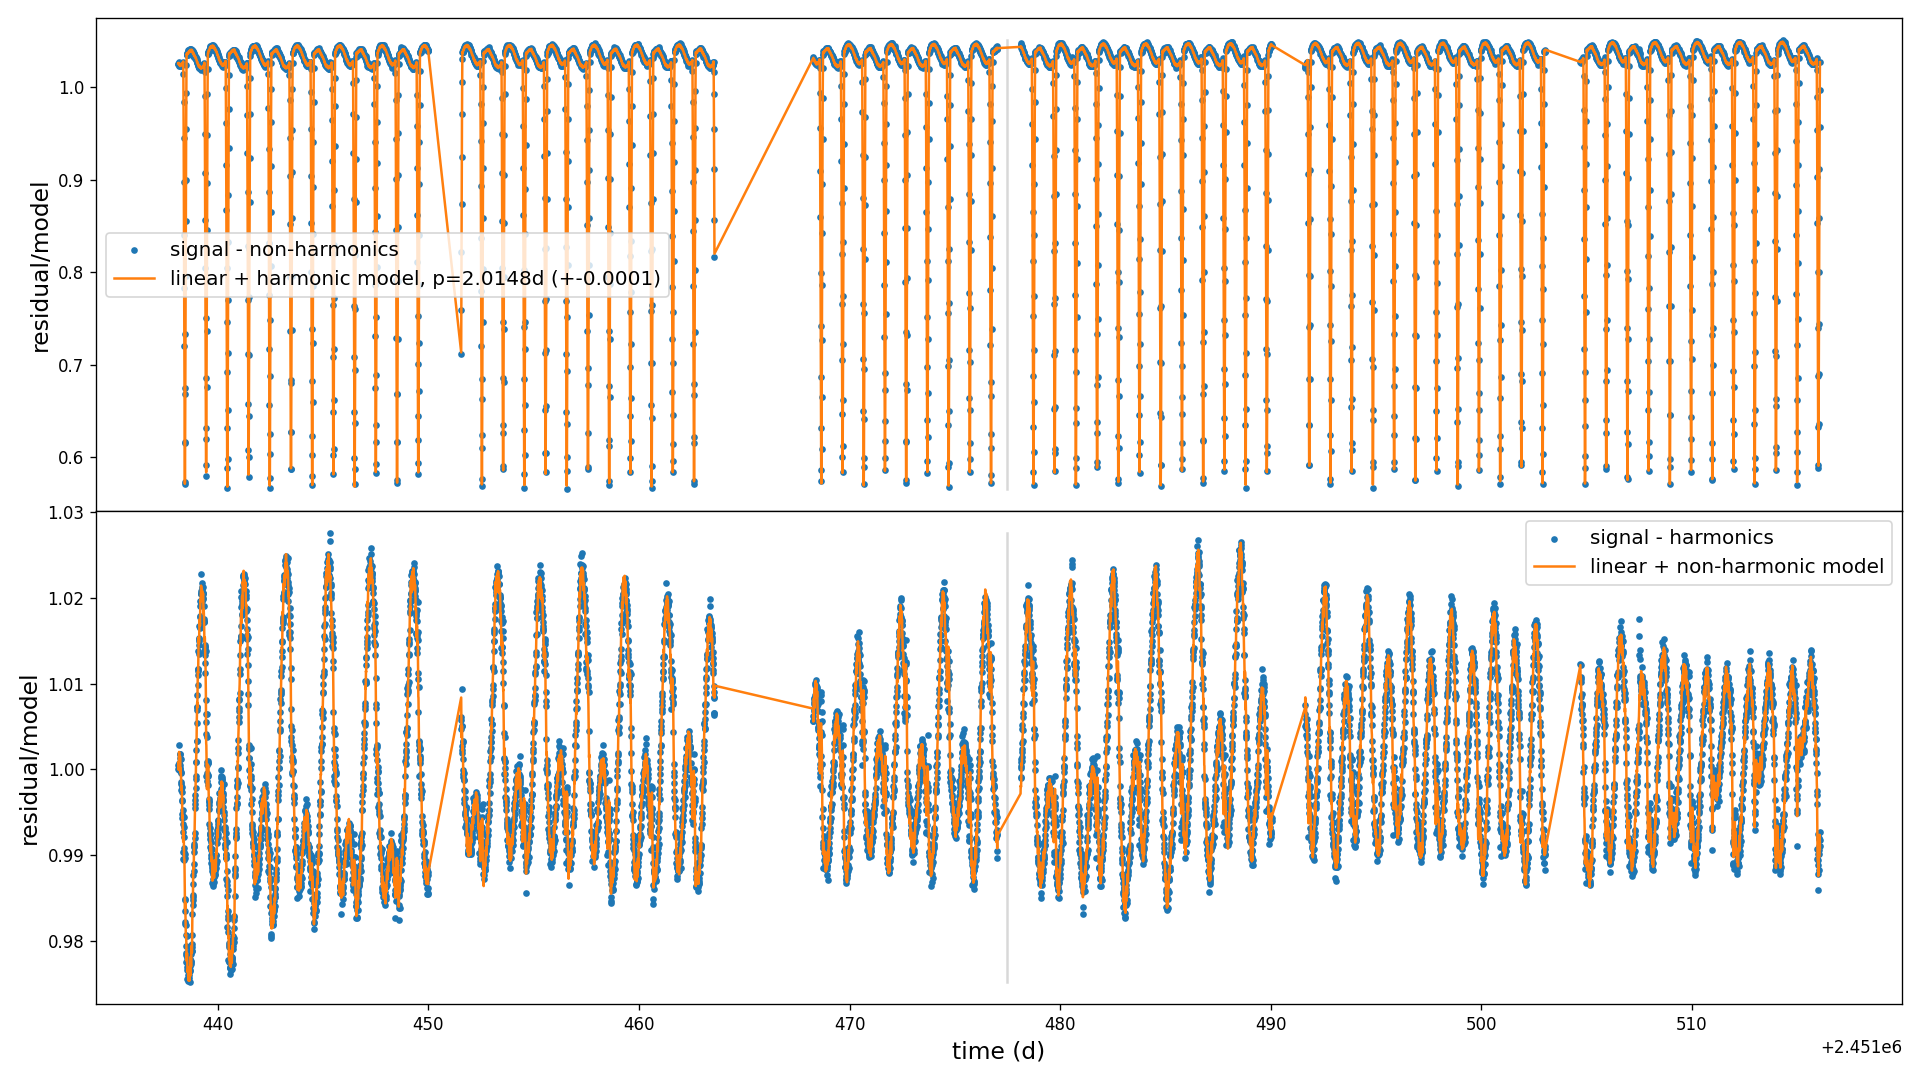 1.0
0.9
0.8
0.7
0.6
residual/model
signal - non-harmonics
linear + harmonic model, p=2.0148d (+-0.0001)
1.03
1.02
1.01
1.00
0.99
0.98
residual/model
signal - harmonics
linear + non-harmonic model
440 450 460 470 480 490 500 510
time (d)
+2.451e6